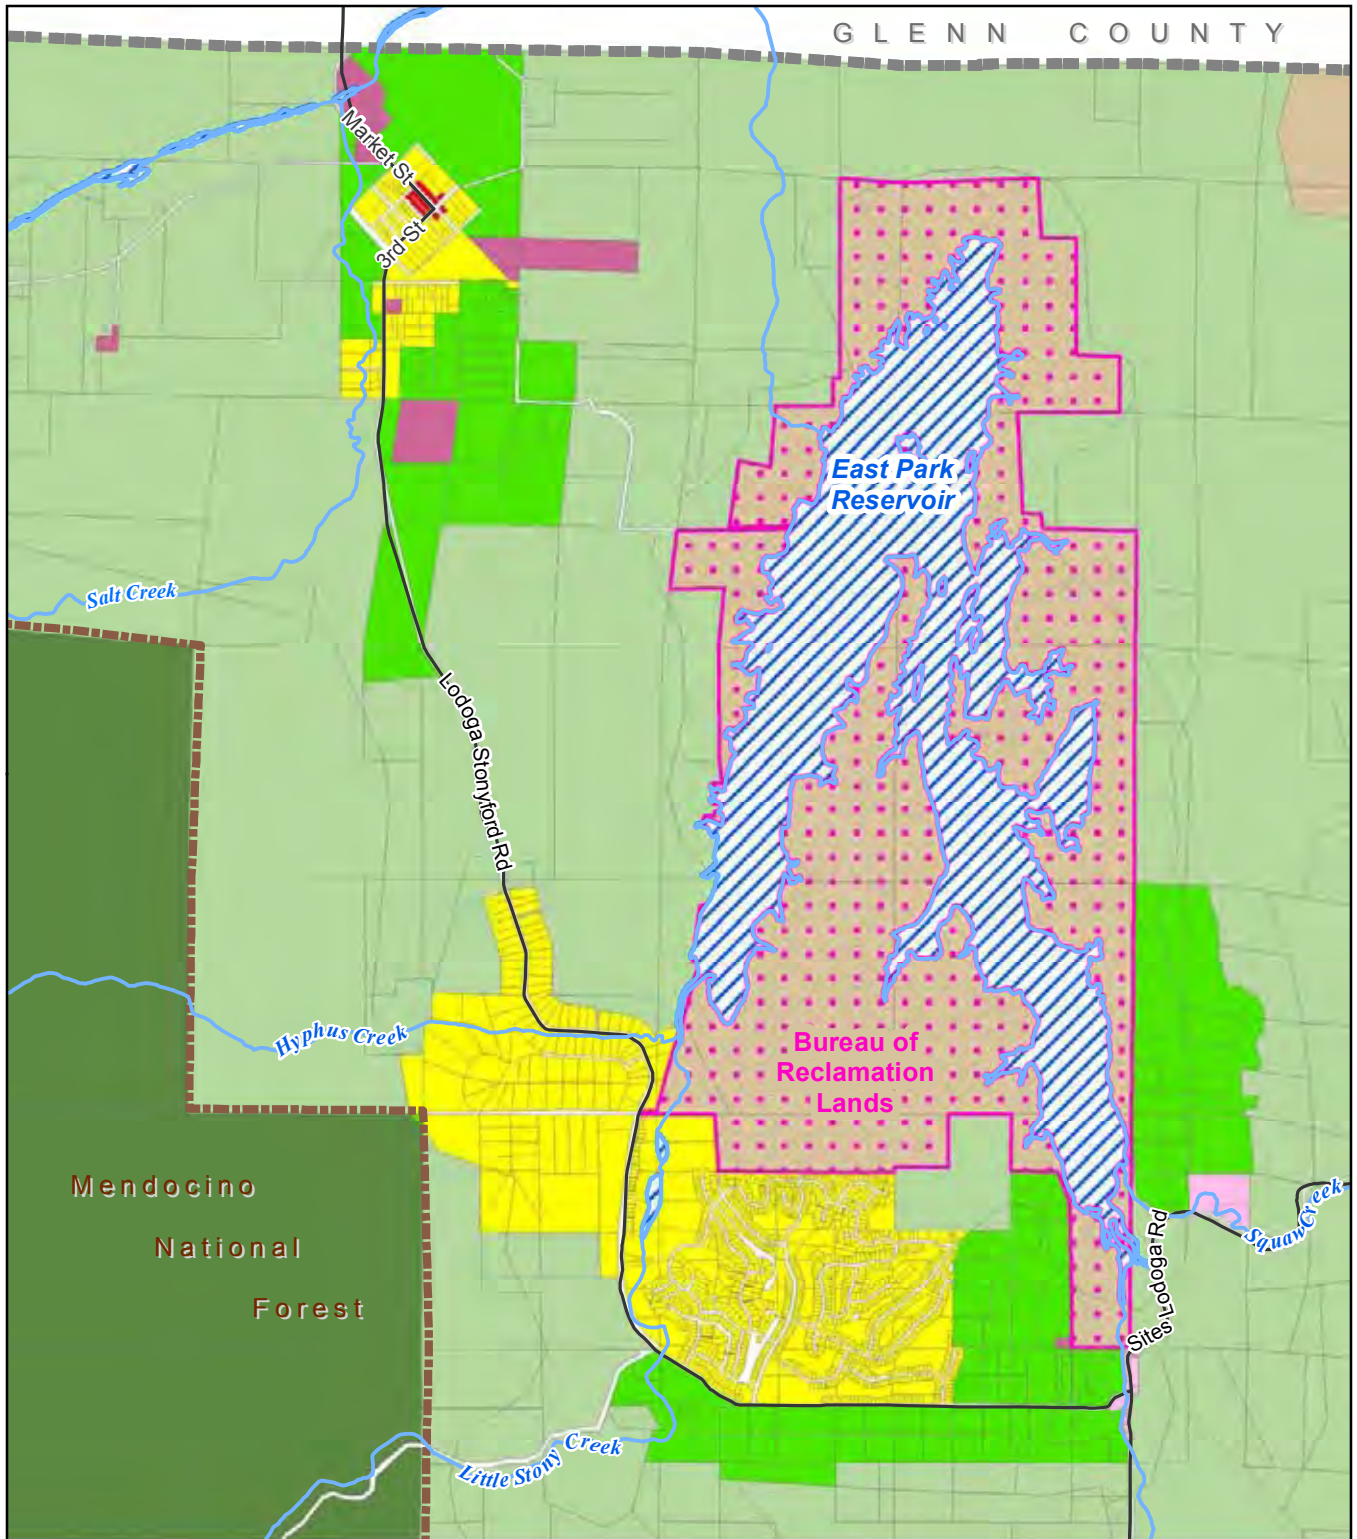 GLENN COUNTY
Market St
3rd St
East Park
Reservoir
Salt Creek
Lodoga-Stonyford Rd
Hyphus Creek
Bureau of
Reclamation
Lands
Mendocino
National
Forest
Squaw Creek
Sites-Lodoga Rd
Little Stony Creek